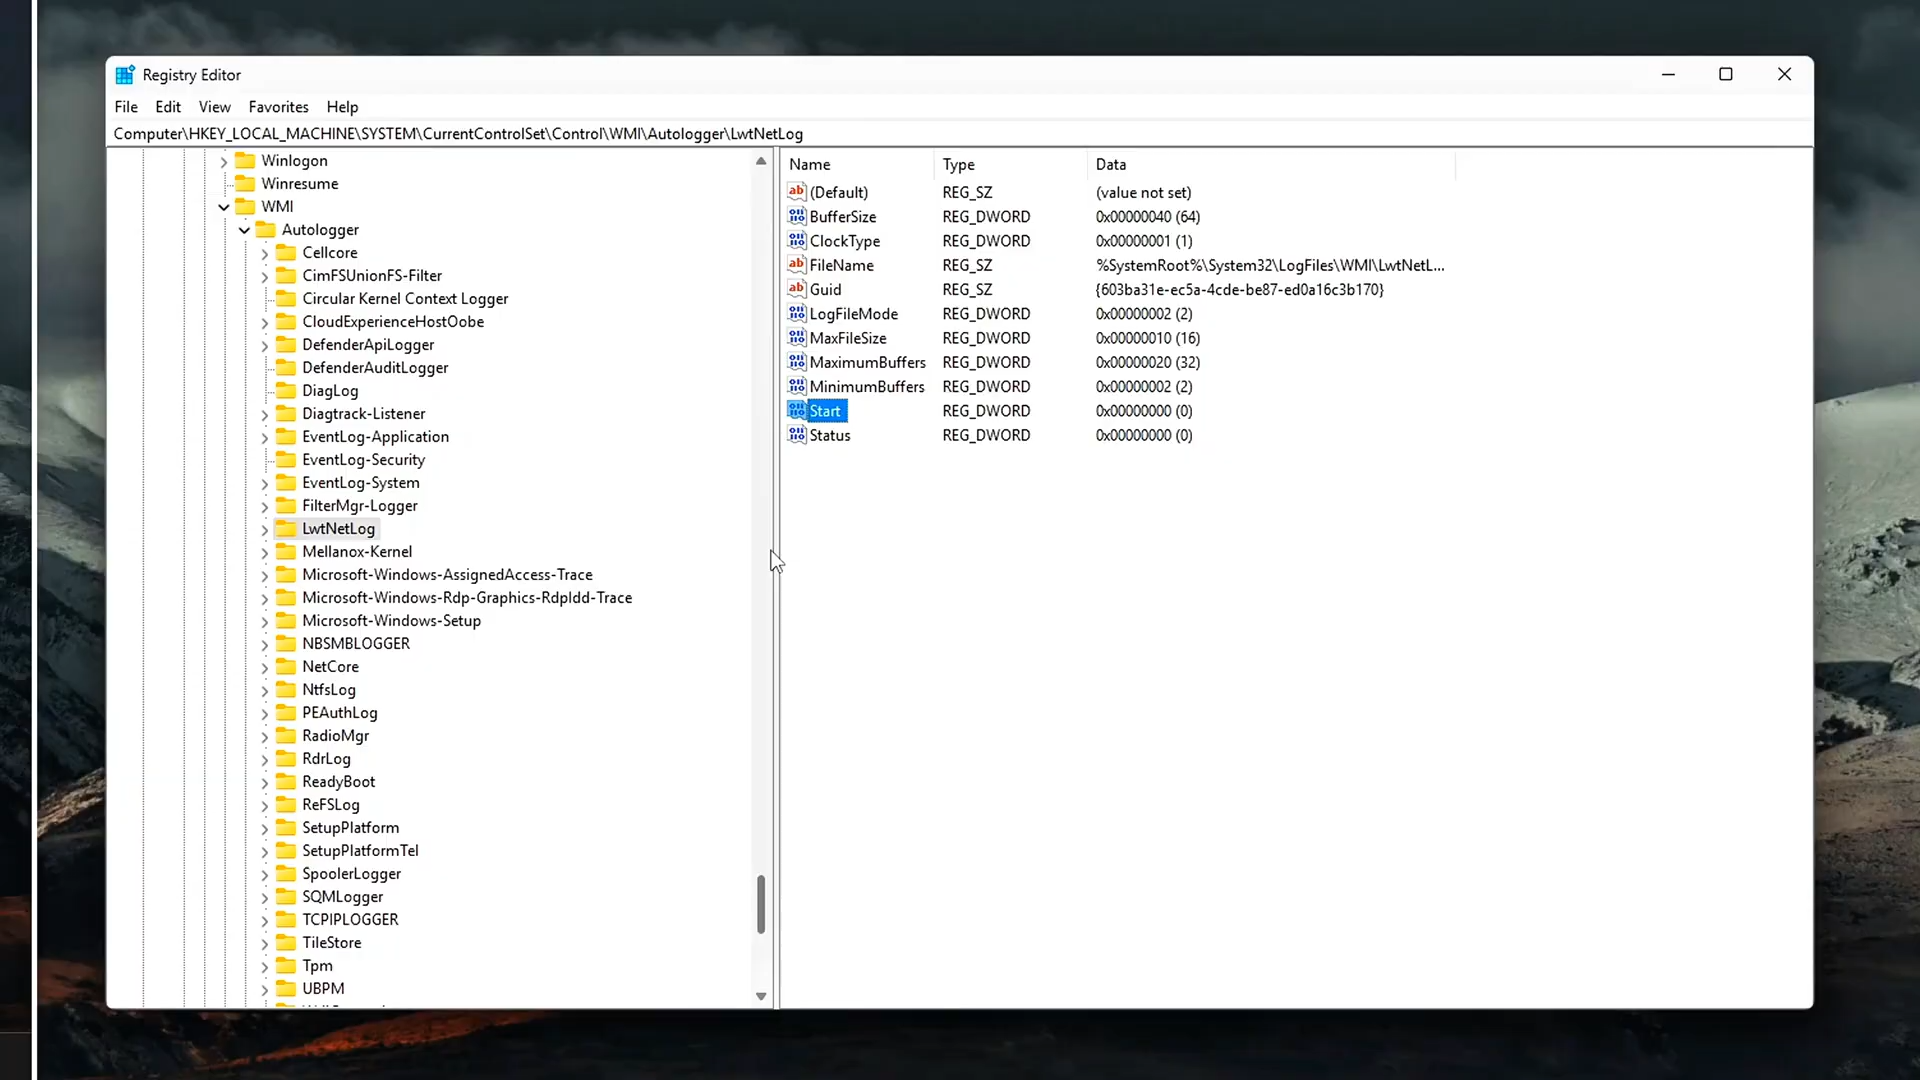 Registry Editor
File Edit View Favorites Help
Computer\HKEY_LOCAL_MACHINE\SYSTEM\CurrentControlSet\Control\WMI\Autologger\LwtNetLog
Winlogon
Winresume
WMI
Autologger
Cellcore
CimFSUnionFS-Filter
Circular Kernel Context Logger
CloudExperienceHostOobe
DefenderApiLogger
DefenderAuditLogger
DiagLog
Diagtrack-Listener
EventLog-Application
EventLog-Security
EventLog-System
FilterMgr-Logger
LwtNetLog
Mellanox-Kernel
Microsoft-Windows-AssignedAccess-Trace
Microsoft-Windows-Rdp-Graphics-RdpIdd-Trace
Microsoft-Windows-Setup
NBSMBLOGGER
NetCore
NtfsLog
PEAuthLog
RadioMgr
RdrLog
ReadyBoot
ReFSLog
SetupPlatform
SetupPlatformTel
SpoolerLogger
SQMLogger
TCPIPLOGGER
TileStore
Tpm
UBPM
Name Type Data
(Default) REG_SZ (value not set)
BufferSize REG_DWORD 0x00000040 (64)
ClockType REG_DWORD 0x00000001 (1)
FileName REG_SZ %SystemRoot%\System32\LogFiles\WMI\LwtNetL...
Guid REG_SZ {603ba31e-ec5a-4cde-be87-ed0a16c3b170}
LogFileMode REG_DWORD 0x00000002 (2)
MaxFileSize REG_DWORD 0x00000010 (16)
MaximumBuffers REG_DWORD 0x00000020 (32)
MinimumBuffers REG_DWORD 0x00000002 (2)
Start REG_DWORD 0x00000000 (0)
Status REG_DWORD 0x00000000 (0)